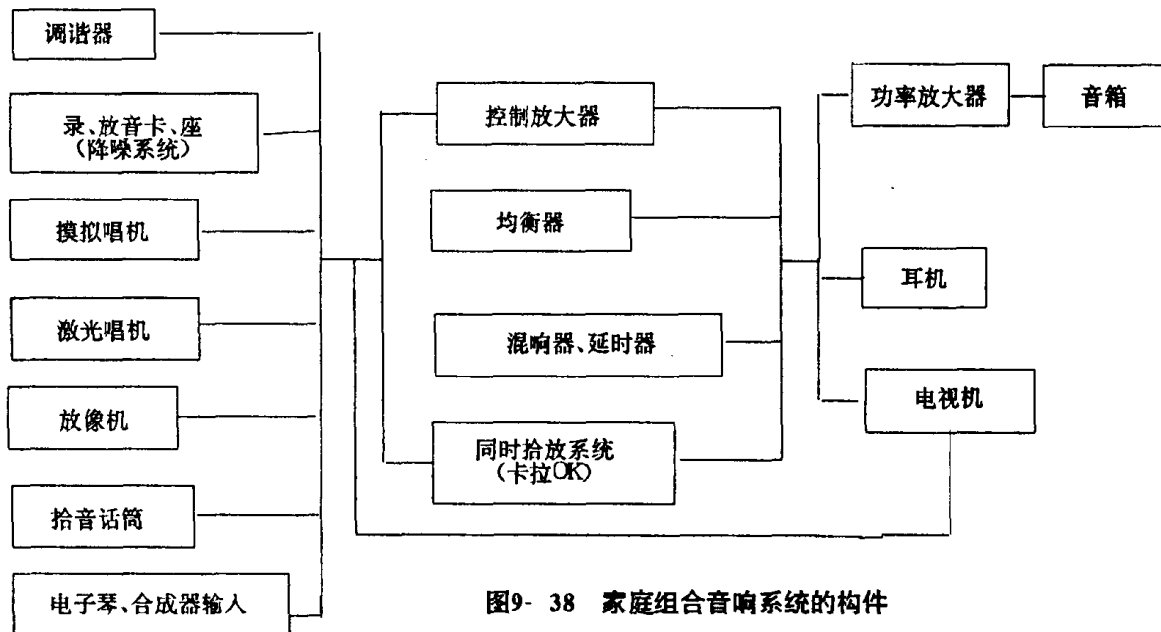 调谐器
录、放音卡、座
(降噪系统)
摸拟唱机
激光唱机
放像机
拾音话筒
电子琴、合成器输入
控制放大器
均衡器
混响器、延时器
同时拾放系统
(卡拉OK)
功率放大器
音箱
耳机
电视机
图9- 38 家庭组合音响系统的构件